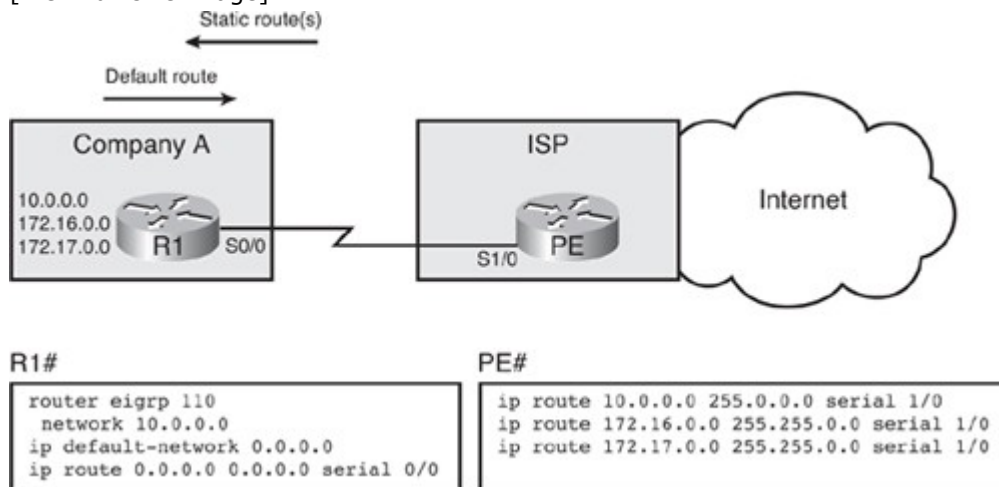 Static route(s)
Default route
Company A
ISP
Internet
10.0.0.0
172.16.0.0
172.17.0.0
R1
S0/0
S1/0
PE
R1#
router eigrp 110
network 10.0.0.0
ip default-network 0.0.0.0
ip route 0.0.0.0 0.0.0.0 serial 0/0
PE#
ip route 10.0.0.0 255.0.0.0 serial 1/0
ip route 172.16.0.0 255.255.0.0 serial 1/0
ip route 172.17.0.0 255.255.0.0 serial 1/0